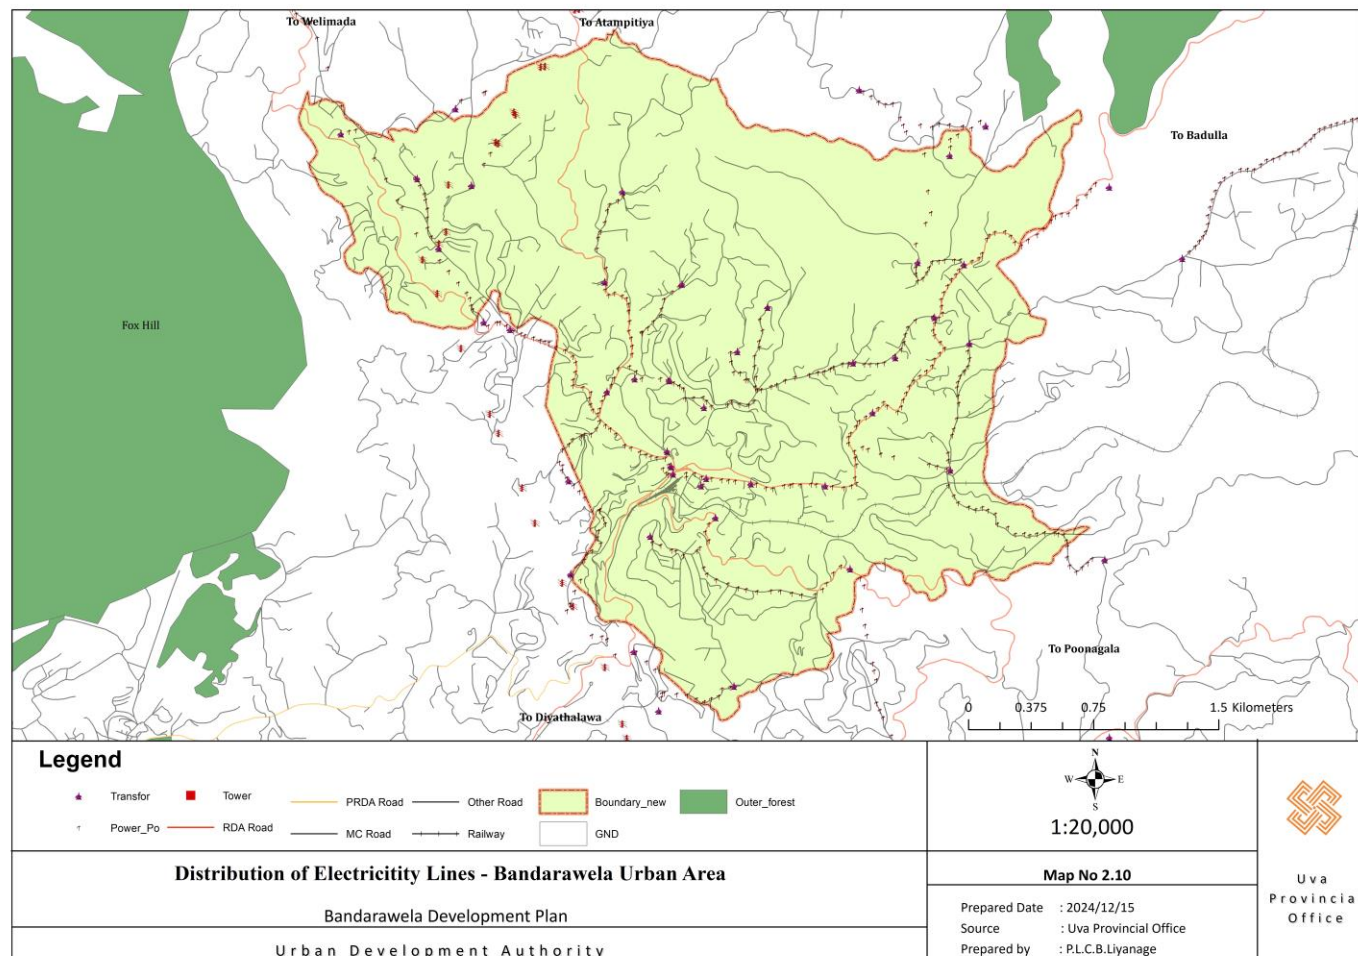 To Welimada
To Atampitiya
To Badulla
Fox Hill
To Poonagala
To Diyathalawa
0 0.375 0.75 1.5 Kilometers
Legend
Transfor
Tower
PRDA Road
Other Road
Boundary_new
Outer_forest
Power_Po
RDA Road
MC Road
Railway
GND
N
W E
S
1:20,000
Distribution of Electricitity Lines - Bandarawela Urban Area
Bandarawela Development Plan
Urban Development Authority
Map No 2.10
Prepared Date : 2024/12/15
Source : Uva Provincial Office
Prepared by : P.L.C.B.Liyanage
Uva
Provincia
Office